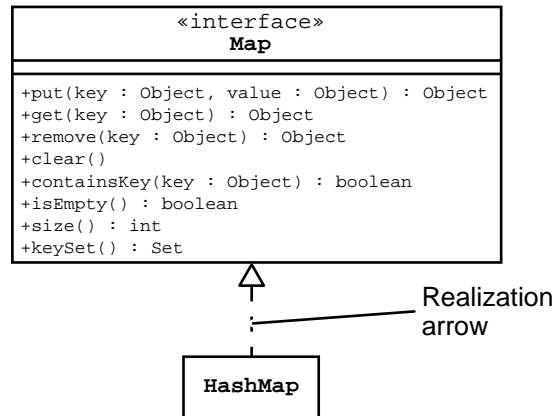 «interface»
Map
+put(key : Object, value : Object) : Object
+get(key : Object) : Object
+remove(key : Object) : Object
+clear()
+containsKey(key : Object) : boolean
+isEmpty() : boolean
+size() : int
+keySet() : Set
Realization
arrow
HashMap